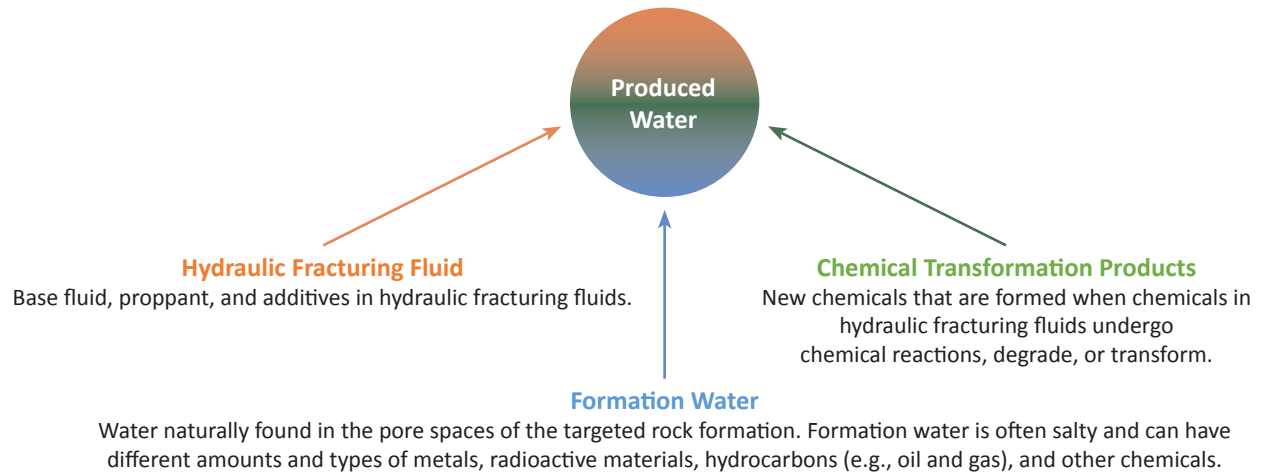 Produced
Water
Hydraulic Fracturing Fluid
Base fluid, proppant, and additives in hydraulic fracturing fluids.
Chemical Transformation Products
New chemicals that are formed when chemicals in
hydraulic fracturing fluids undergo
chemical reactions, degrade, or transform.
Formation Water
Water naturally found in the pore spaces of the targeted rock formation. Formation water is often salty and can have
different amounts and types of metals, radioactive materials, hydrocarbons (e.g., oil and gas), and other chemicals.